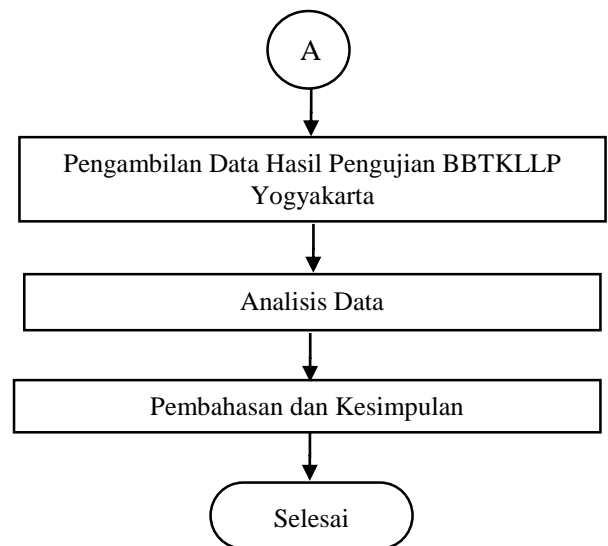 A
Pengambilan Data Hasil Pengujian BBTKLLP
Yogyakarta
Analisis Data
Pembahasan dan Kesimpulan
Selesai